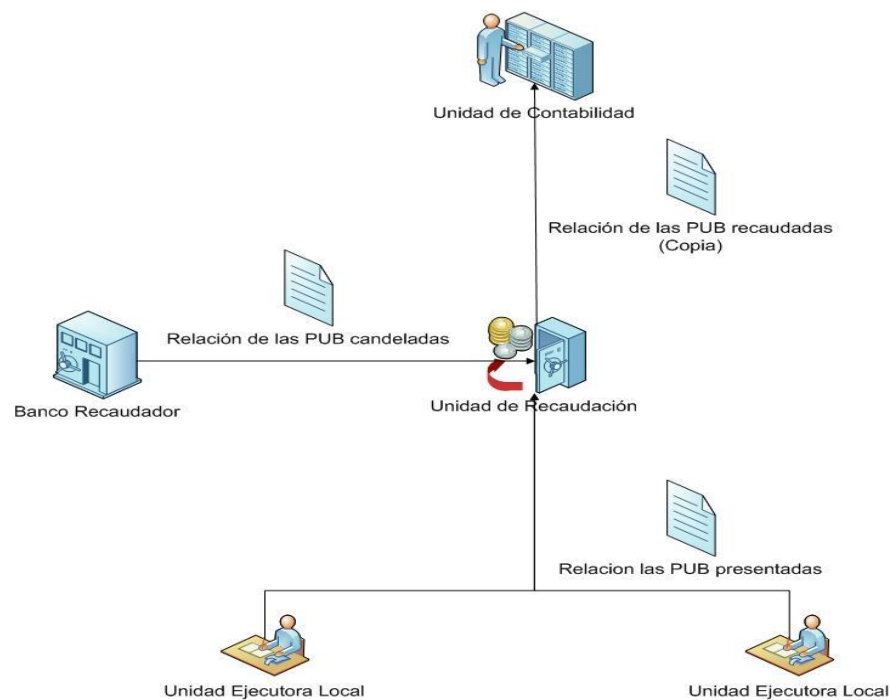 Unidad de Contabilidad
Relación de las PUB recaudadas
(Copia)
Relación de las PUB candeladas
Banco Recaudador
Unidad de Recaudación
Relacion las PUB presentadas
Unidad Ejecutora Local
Unidad Ejecutora Local